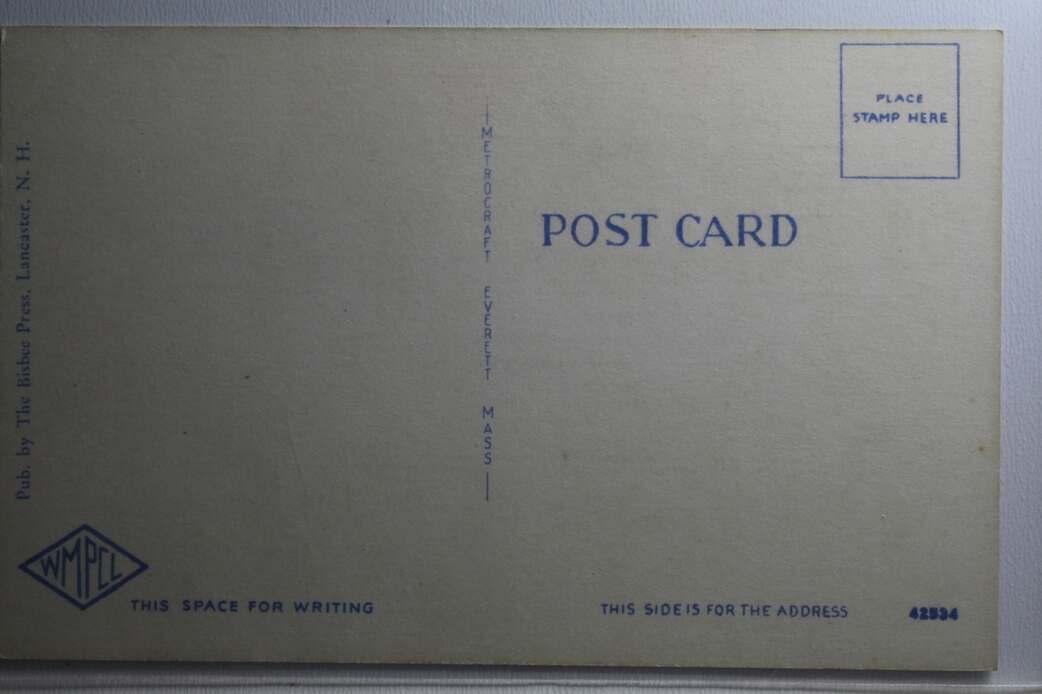 Pub. by The Bisbee Press, Lancaster, N. H.
METROCRAFT EVERETT MASS
PLACE
STAMP HERE
POST CARD
WMPCL
THIS SPACE FOR WRITING
THIS SIDE IS FOR THE ADDRESS
42534